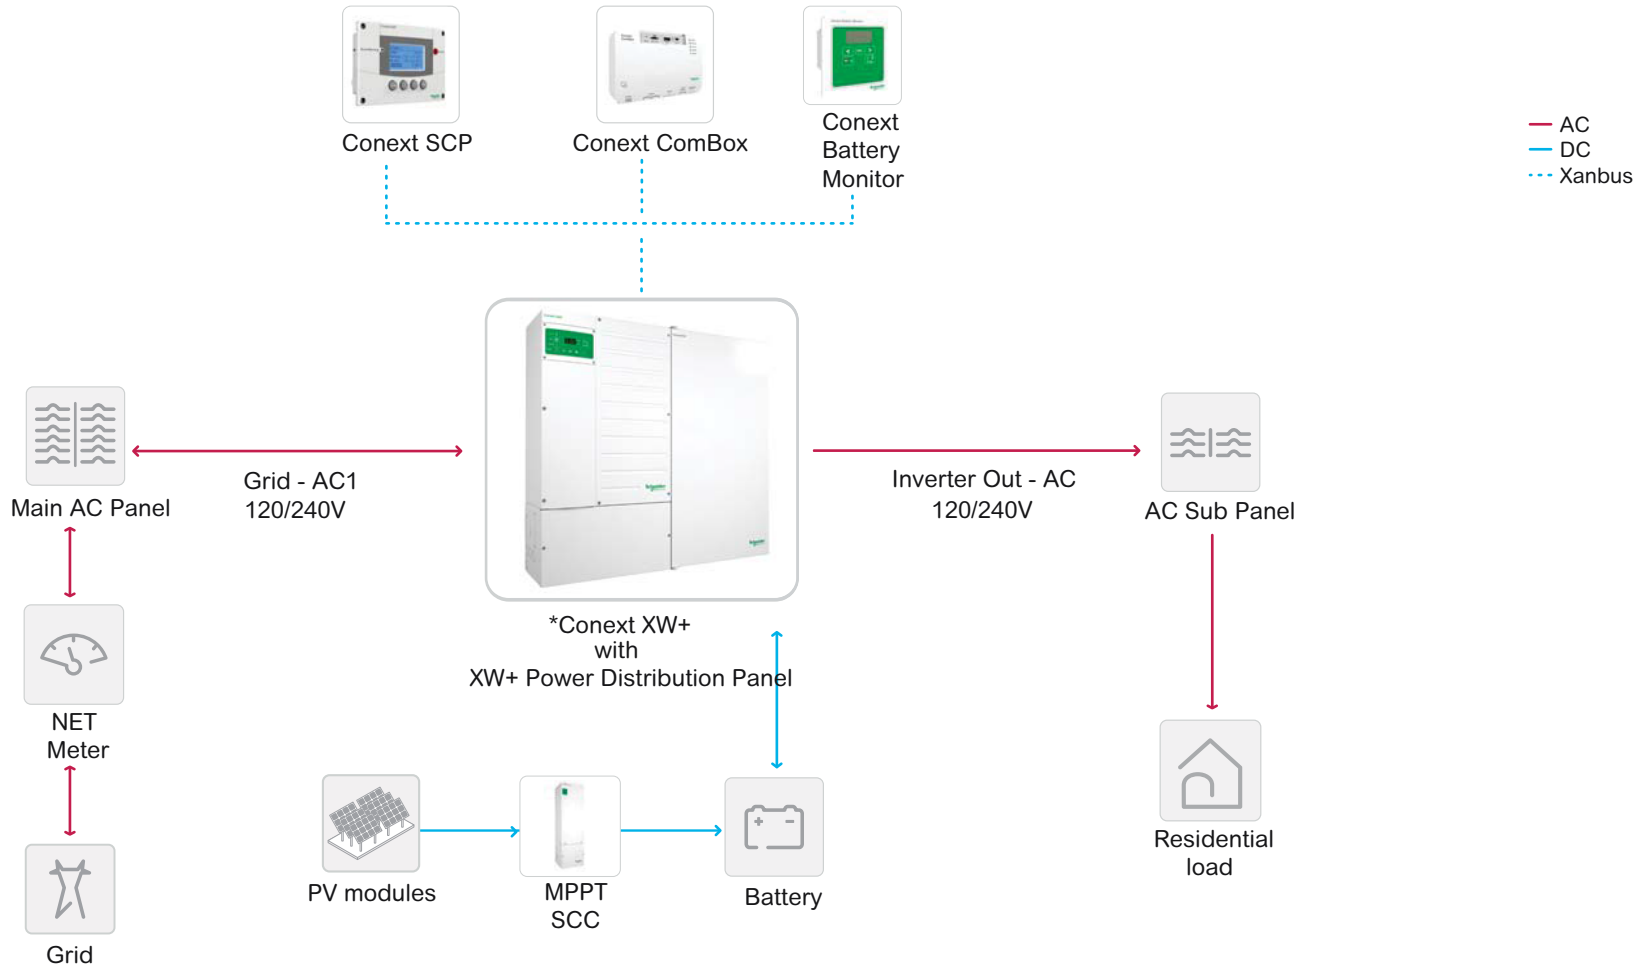 Conext SCP
Conext ComBox
Conext
Battery
Monitor
AC
DC
Xanbus
Main AC Panel
Grid - AC1
120/240V
Inverter Out - AC
120/240V
AC Sub Panel
*Conext XW+
with
XW+ Power Distribution Panel
NET
Meter
PV modules
MPPT
SCC
+ -
Battery
Residential
load
Grid